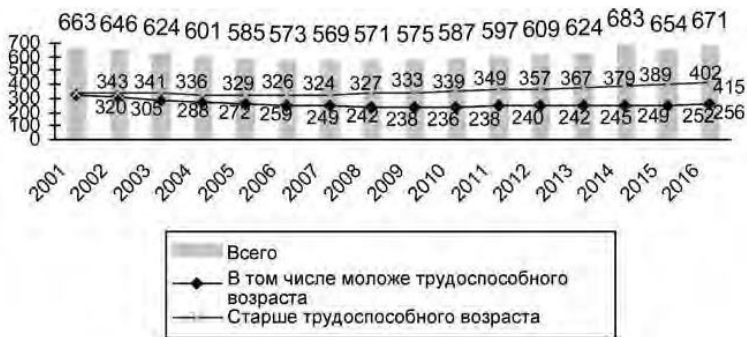 663 646 624 601 585 573 569 571 575 587 597 609 624 683 654 671
700
600
500
400
300
200
100
0
343 341 336 329 326 324 327 333 339 349 357 367 379 389 402 415
320 305 288 272 259 249 242 238 236 238 240 242 245 249 252 256
2001 2002 2003 2004 2005 2006 2007 2008 2009 2010 2011 2012 2013 2014 2015 2016
Всего
В том числе моложе трудоспособного
возраста
Старше трудоспособного возраста